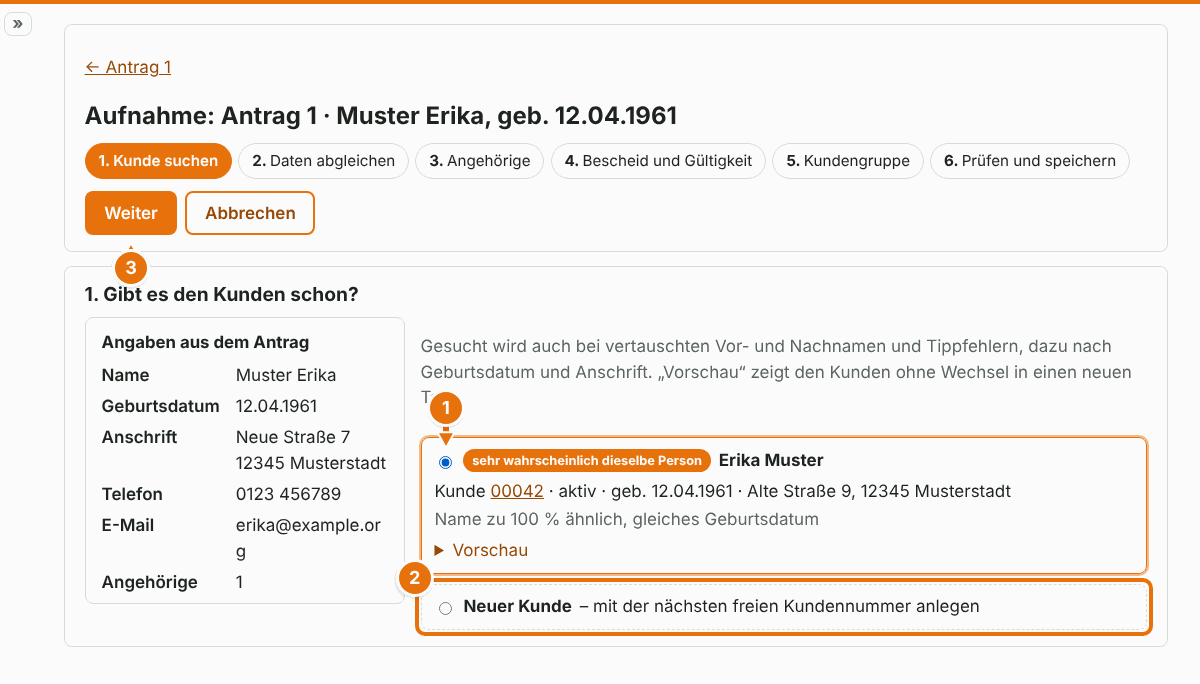 »
← Antrag 1
Aufnahme: Antrag 1 · Muster Erika, geb. 12.04.1961
1. Kunde suchen
2. Daten abgleichen
3. Angehörige
4. Bescheid und Gültigkeit
5. Kundengruppe
6. Prüfen und speichern
Weiter
Abbrechen
3
1. Gibt es den Kunden schon?
Angaben aus dem Antrag
Name Muster Erika
Geburtsdatum 12.04.1961
Anschrift Neue Straße 7
12345 Musterstadt
Telefon 0123 456789
E-Mail erika@example.or
g
Angehörige 1
Gesucht wird auch bei vertauschten Vor- und Nachnamen und Tippfehlern, dazu nach
Geburtsdatum und Anschrift. „Vorschau“ zeigt den Kunden ohne Wechsel in einen neuen
1
sehr wahrscheinlich dieselbe Person Erika Muster
Kunde 00042 · aktiv · geb. 12.04.1961 · Alte Straße 9, 12345 Musterstadt
Name zu 100 % ähnlich, gleiches Geburtsdatum
▶ Vorschau
2
Neuer Kunde – mit der nächsten freien Kundennummer anlegen